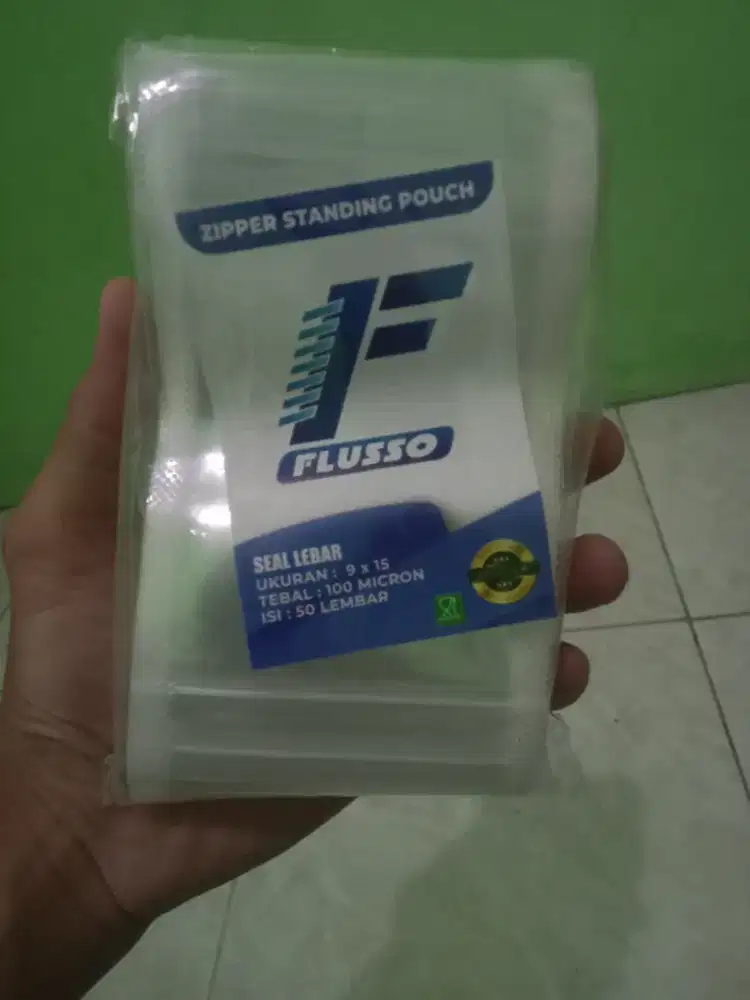 ZIPPER STANDING POUCH
FLUSSO
SEAL LEBAR
UKURAN : 9 x 15
TEBAL : 100 MICRON
ISI : 50 LEMBAR